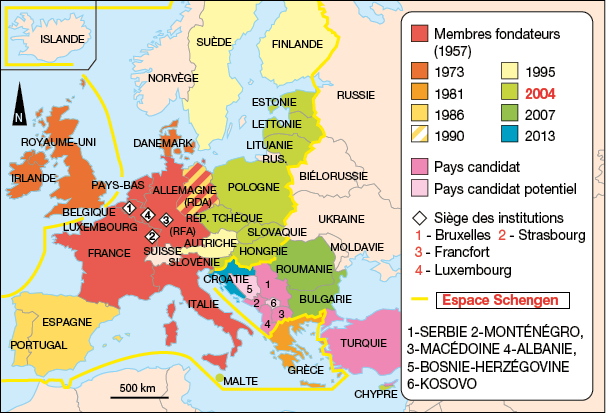 ISLANDE
SUÈDE
FINLANDE
NORVÈGE
RUSSIE
N
ESTONIE
LETTONIE
LITUANIE
RUS.
ROYAUME-UNI
DANEMARK
IRLANDE
PAYS-BAS
ALLEMAGNE
(RDA)
POLOGNE
BIÉLORUSSIE
BELGIQUE
LUXEMBOURG
1
4
3
2
(RFA)
RÉP. TCHÈQUE
UKRAINE
SLOVAQUIE
AUTRICHE
MOLDAVIE
FRANCE
SUISSE
HONGRIE
SLOVÉNIE
ROUMANIE
CROATIE
5
1
ITALIE
2
6
3
4
BULGARIE
ESPAGNE
PORTUGAL
TURQUIE
GRÈCE
500 km
MALTE
CHYPRE
Membres fondateurs
(1957)
1973
1995
1981
2004
1986
2007
1990
2013
Pays candidat
Pays candidat potentiel
Siège des institutions
1 - Bruxelles 2 - Strasbourg
3 - Francfort
4 - Luxembourg
Espace Schengen
1-SERBIE 2-MONTÉNÉGRO,
3-MACÉDOINE 4-ALBANIE,
5-BOSNIE-HERZÉGOVINE
6-KOSOVO